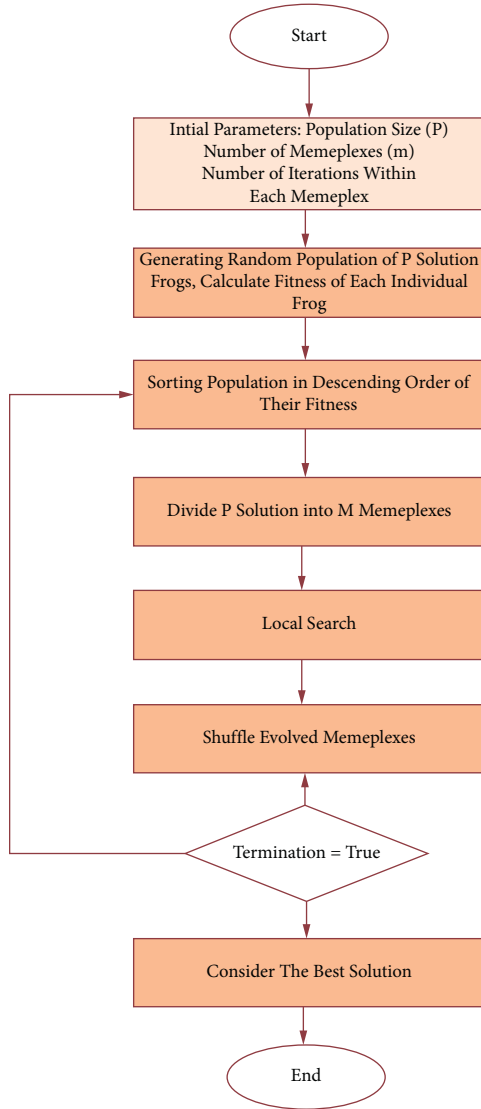 Start
Intial Parameters: Population Size (P)
Number of Memeplexes (m)
Number of Iterations Within
Each Memeplex
Generating Random Population of P Solution
Frogs, Calculate Fitness of Each Individual
Frog
Sorting Population in Descending Order of
Their Fitness
Divide P Solution into M Memeplexes
Local Search
Shuffle Evolved Memeplexes
Termination = True
Consider The Best Solution
End